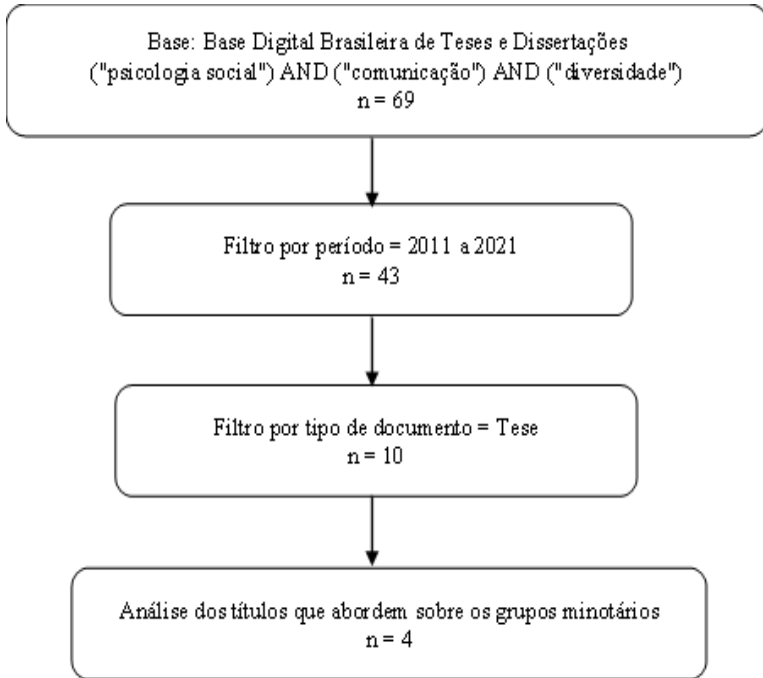 Base: Base Digital Brasileira de Teses e Dissertações
("psicologia social") AND ("comunicação") AND ("diversidade")
n = 69
Filtro por período = 2011 a 2021
n = 43
Filtro por tipo de documento = Tese
n = 10
Análise dos títulos que abordem sobre os grupos minotários
n = 4